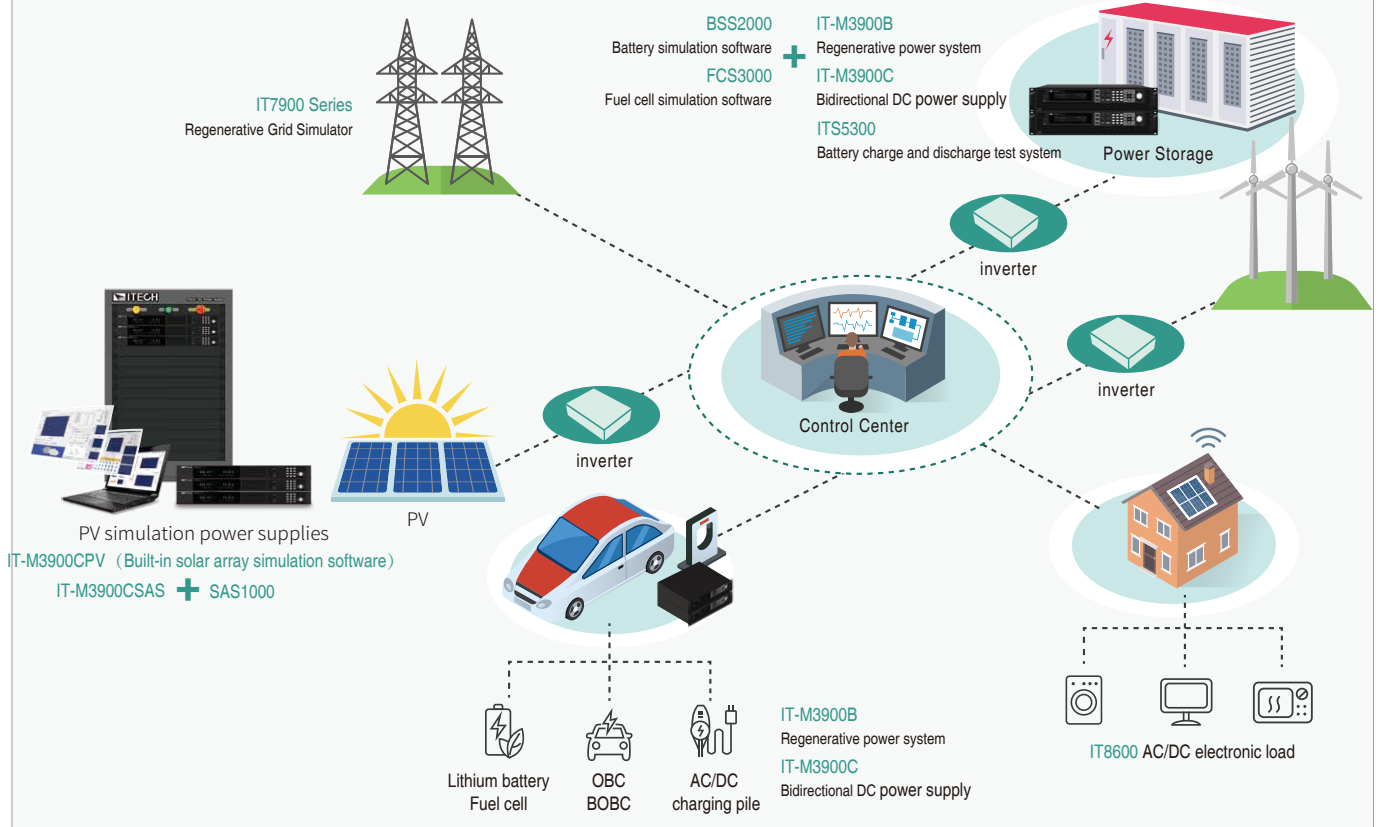 BSS2000
Battery simulation software
FCS3000
Fuel cell simulation software
IT-M3900B
Regenerative power system
IT-M3900C
Bidirectional DC power supply
ITS5300
Battery charge and discharge test system
Power Storage
IT7900 Series
Regenerative Grid Simulator
inverter
inverter
Control Center
ITECH
inverter
PV
PV simulation power supplies
IT-M3900CPV（Built-in solar array simulation software）
IT-M3900CSAS + SAS1000
Lithium battery
Fuel cell
OBC
BOBC
AC/DC
charging pile
IT-M3900B
Regenerative power system
IT-M3900C
Bidirectional DC power supply
IT8600 AC/DC electronic load